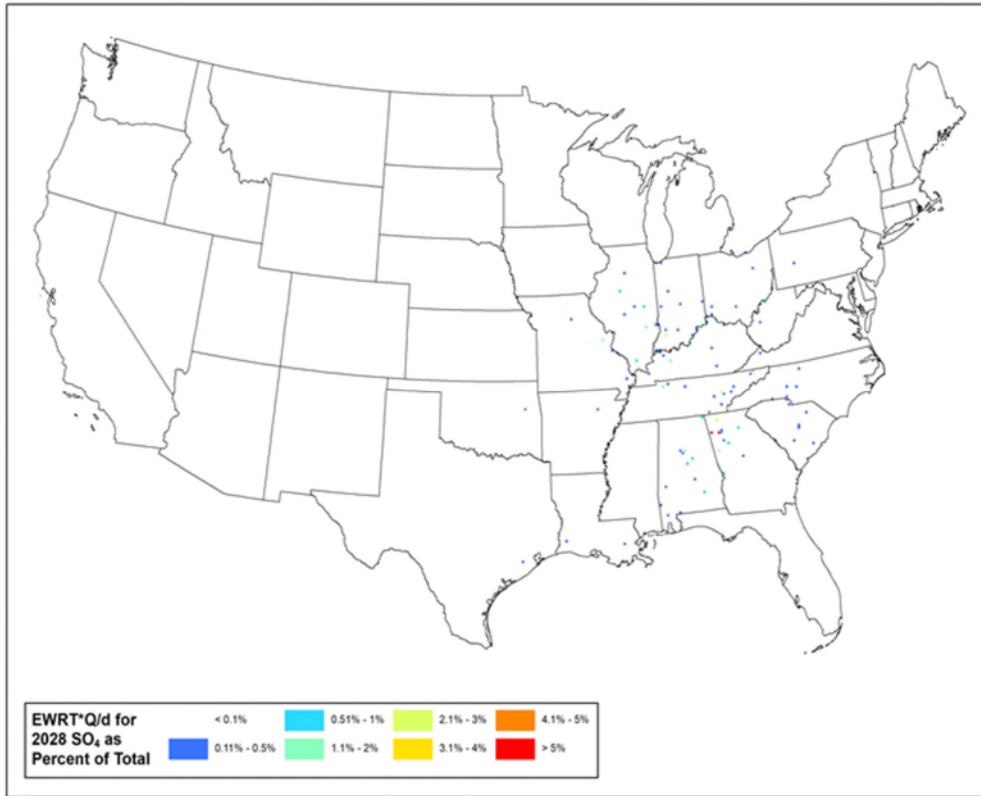 EWRT*Q/d for
2028 SO₄ as
Percent of Total
< 0.1%
0.51% - 1%
2.1% - 3%
4.1% - 5%
0.11% - 0.5%
1.1% - 2%
3.1% - 4%
> 5%